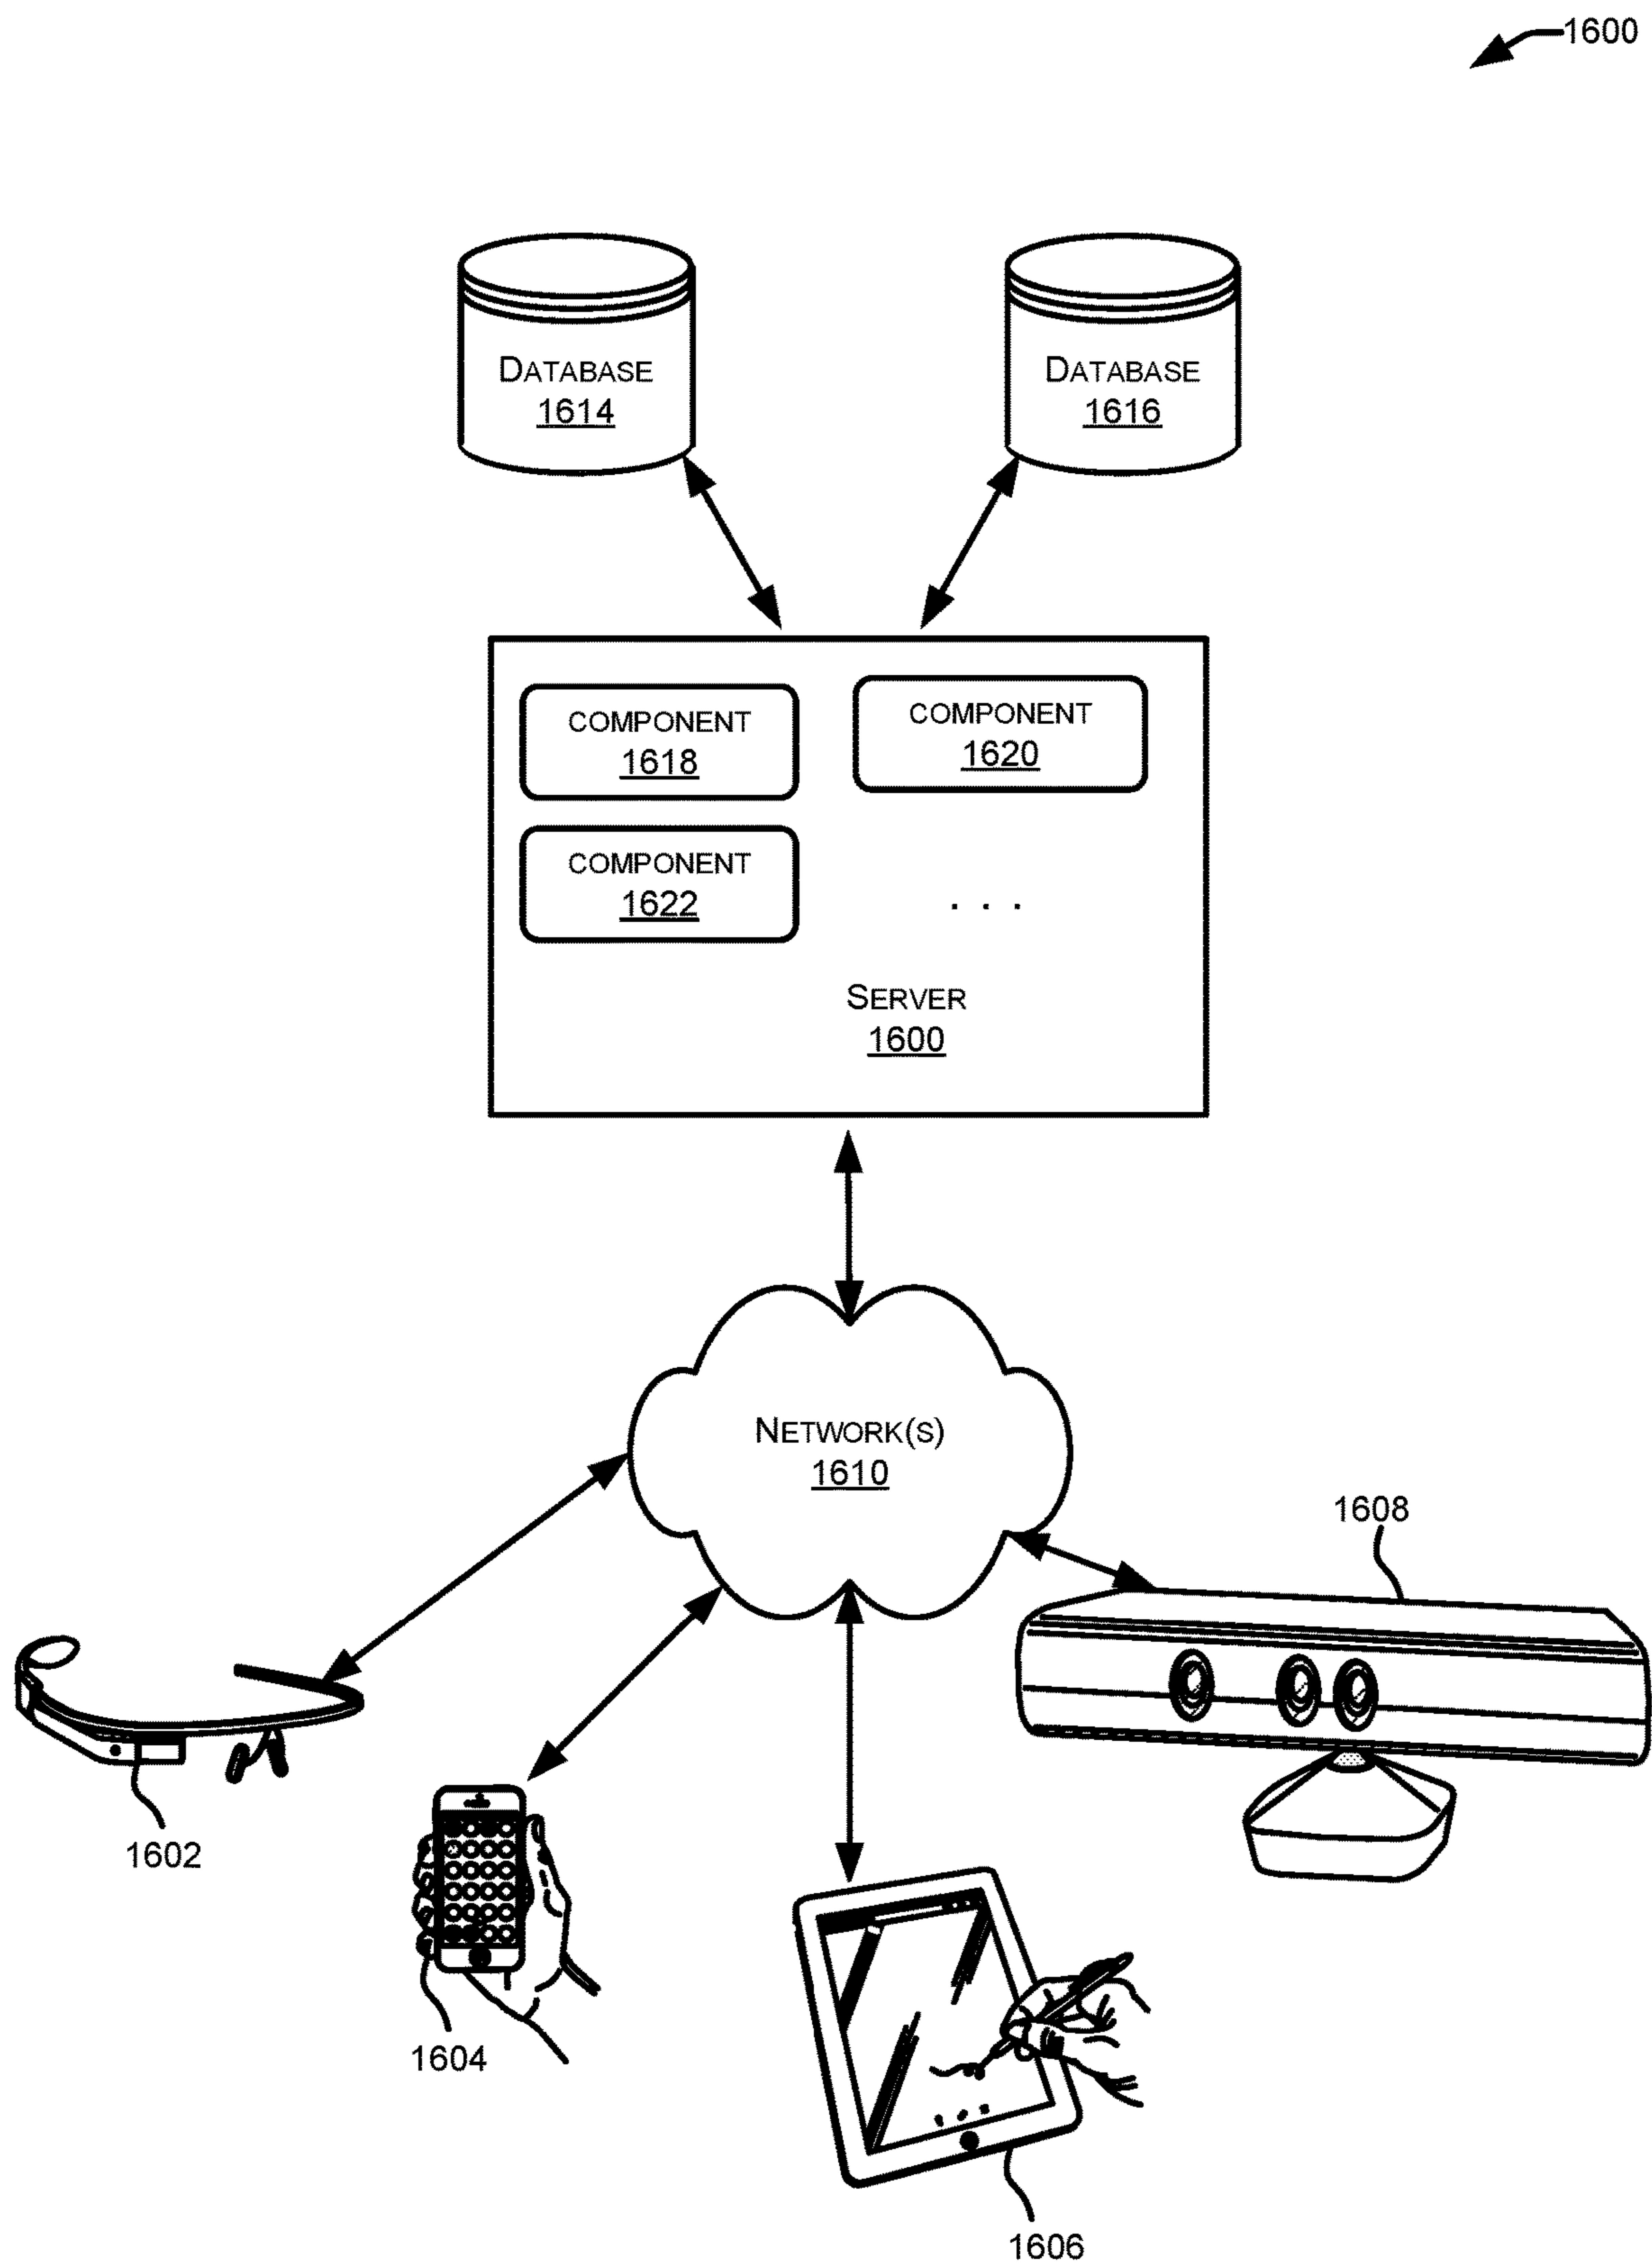 1600
DATABASE
1614
DATABASE
1616
COMPONENT
1618
COMPONENT
1620
COMPONENT
1622
. . .
SERVER
1600
NETWORK(S)
1610
1608
1602
1604
1606